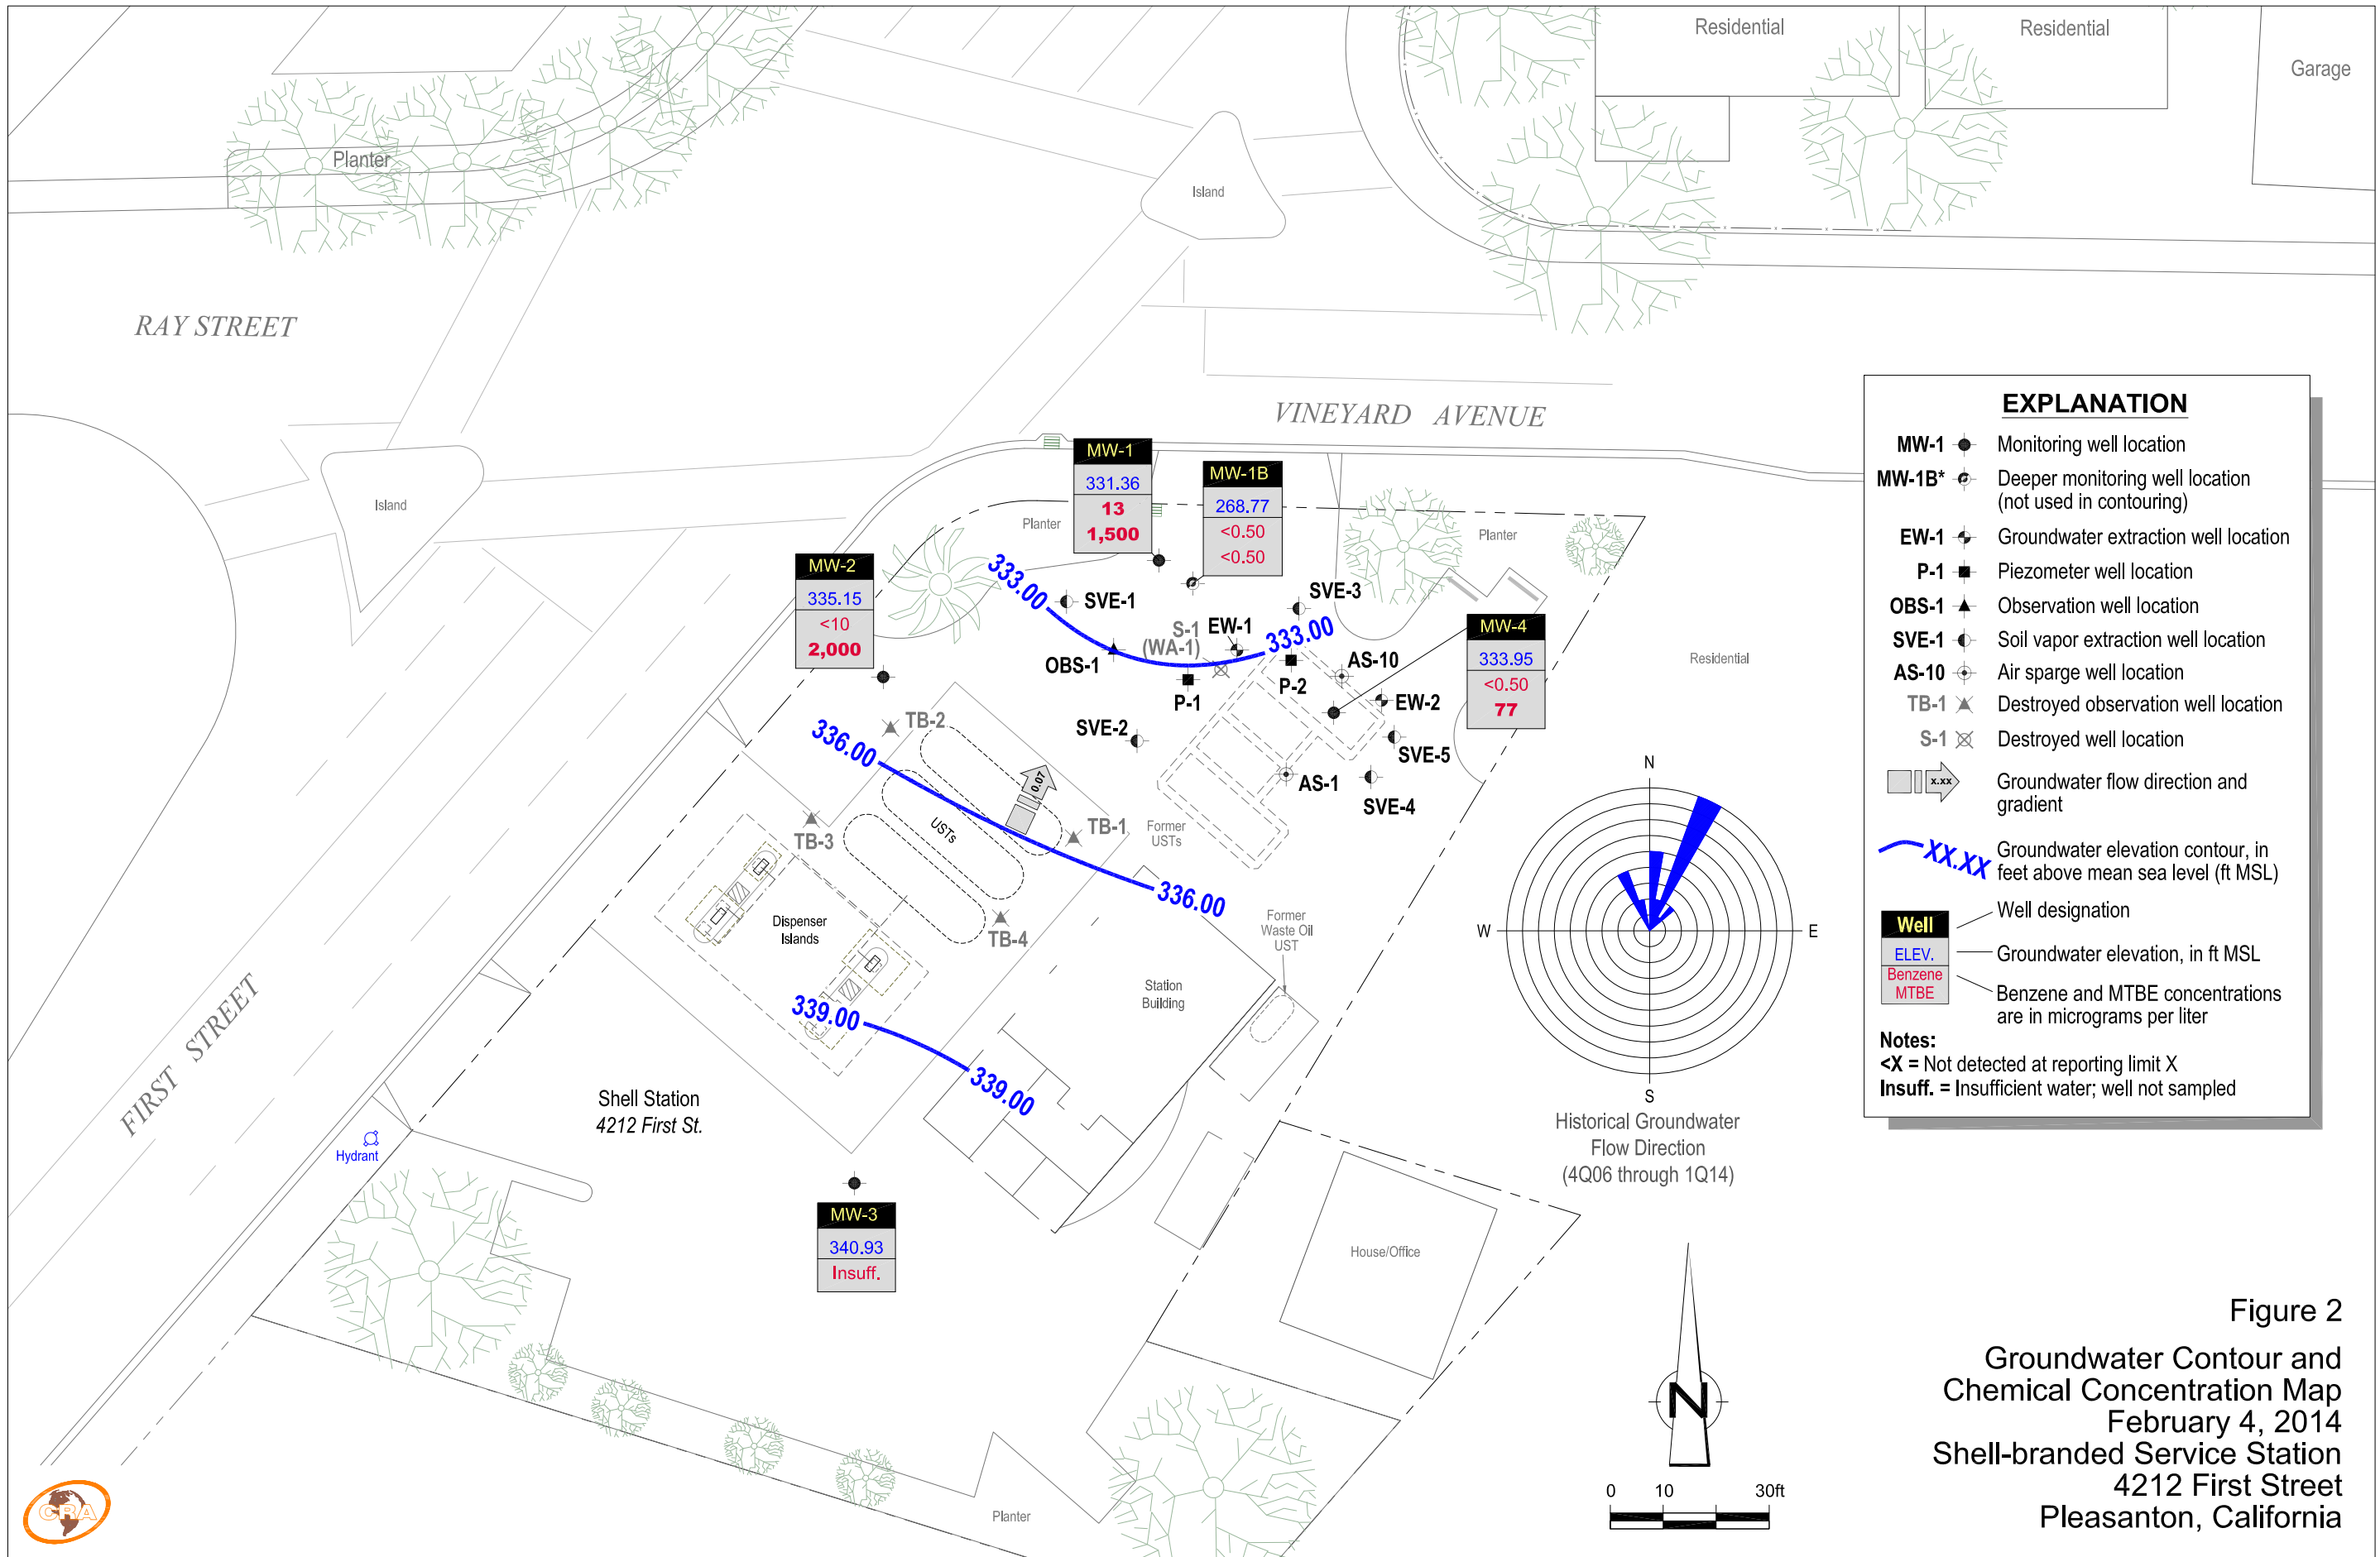 Residential
Residential
Garage
Planter
Island
RAY STREET
VINEYARD AVENUE
Island
Planter
Planter
MW-1
331.36
13
1,500
MW-1B
268.77
<0.50
<0.50
MW-2
335.15
<10
2,000
333.00
SVE-1
SVE-3
S-1
(WA-1)
EW-1
333.00
MW-4
333.95
<0.50
77
OBS-1
P-1
P-2
AS-10
EW-2
Residential
TB-2
SVE-2
336.00
SVE-5
AS-1
SVE-4
0.07
USTs
TB-3
TB-1
Former
USTs
336.00
TB-4
Dispenser
Islands
Former
Waste Oil
UST
Station
Building
339.00
339.00
FIRST STREET
Shell Station
4212 First St.
Hydrant
MW-3
340.93
Insuff.
House/Office
Planter
N
W
E
S
Historical Groundwater
Flow Direction
(4Q06 through 1Q14)
N
0 10 30ft
EXPLANATION
MW-1 Monitoring well location
MW-1B* Deeper monitoring well location
(not used in contouring)
EW-1 Groundwater extraction well location
P-1 Piezometer well location
OBS-1 Observation well location
SVE-1 Soil vapor extraction well location
AS-10 Air sparge well location
TB-1 Destroyed observation well location
S-1 Destroyed well location
x.xx Groundwater flow direction and
gradient
XX.XX Groundwater elevation contour, in
feet above mean sea level (ft MSL)
Well Well designation
ELEV. Groundwater elevation, in ft MSL
Benzene
MTBE
Benzene and MTBE concentrations
are in micrograms per liter
Notes:
<X = Not detected at reporting limit X
Insuff. = Insufficient water; well not sampled
Figure 2
Groundwater Contour and
Chemical Concentration Map
February 4, 2014
Shell-branded Service Station
4212 First Street
Pleasanton, California
CRA